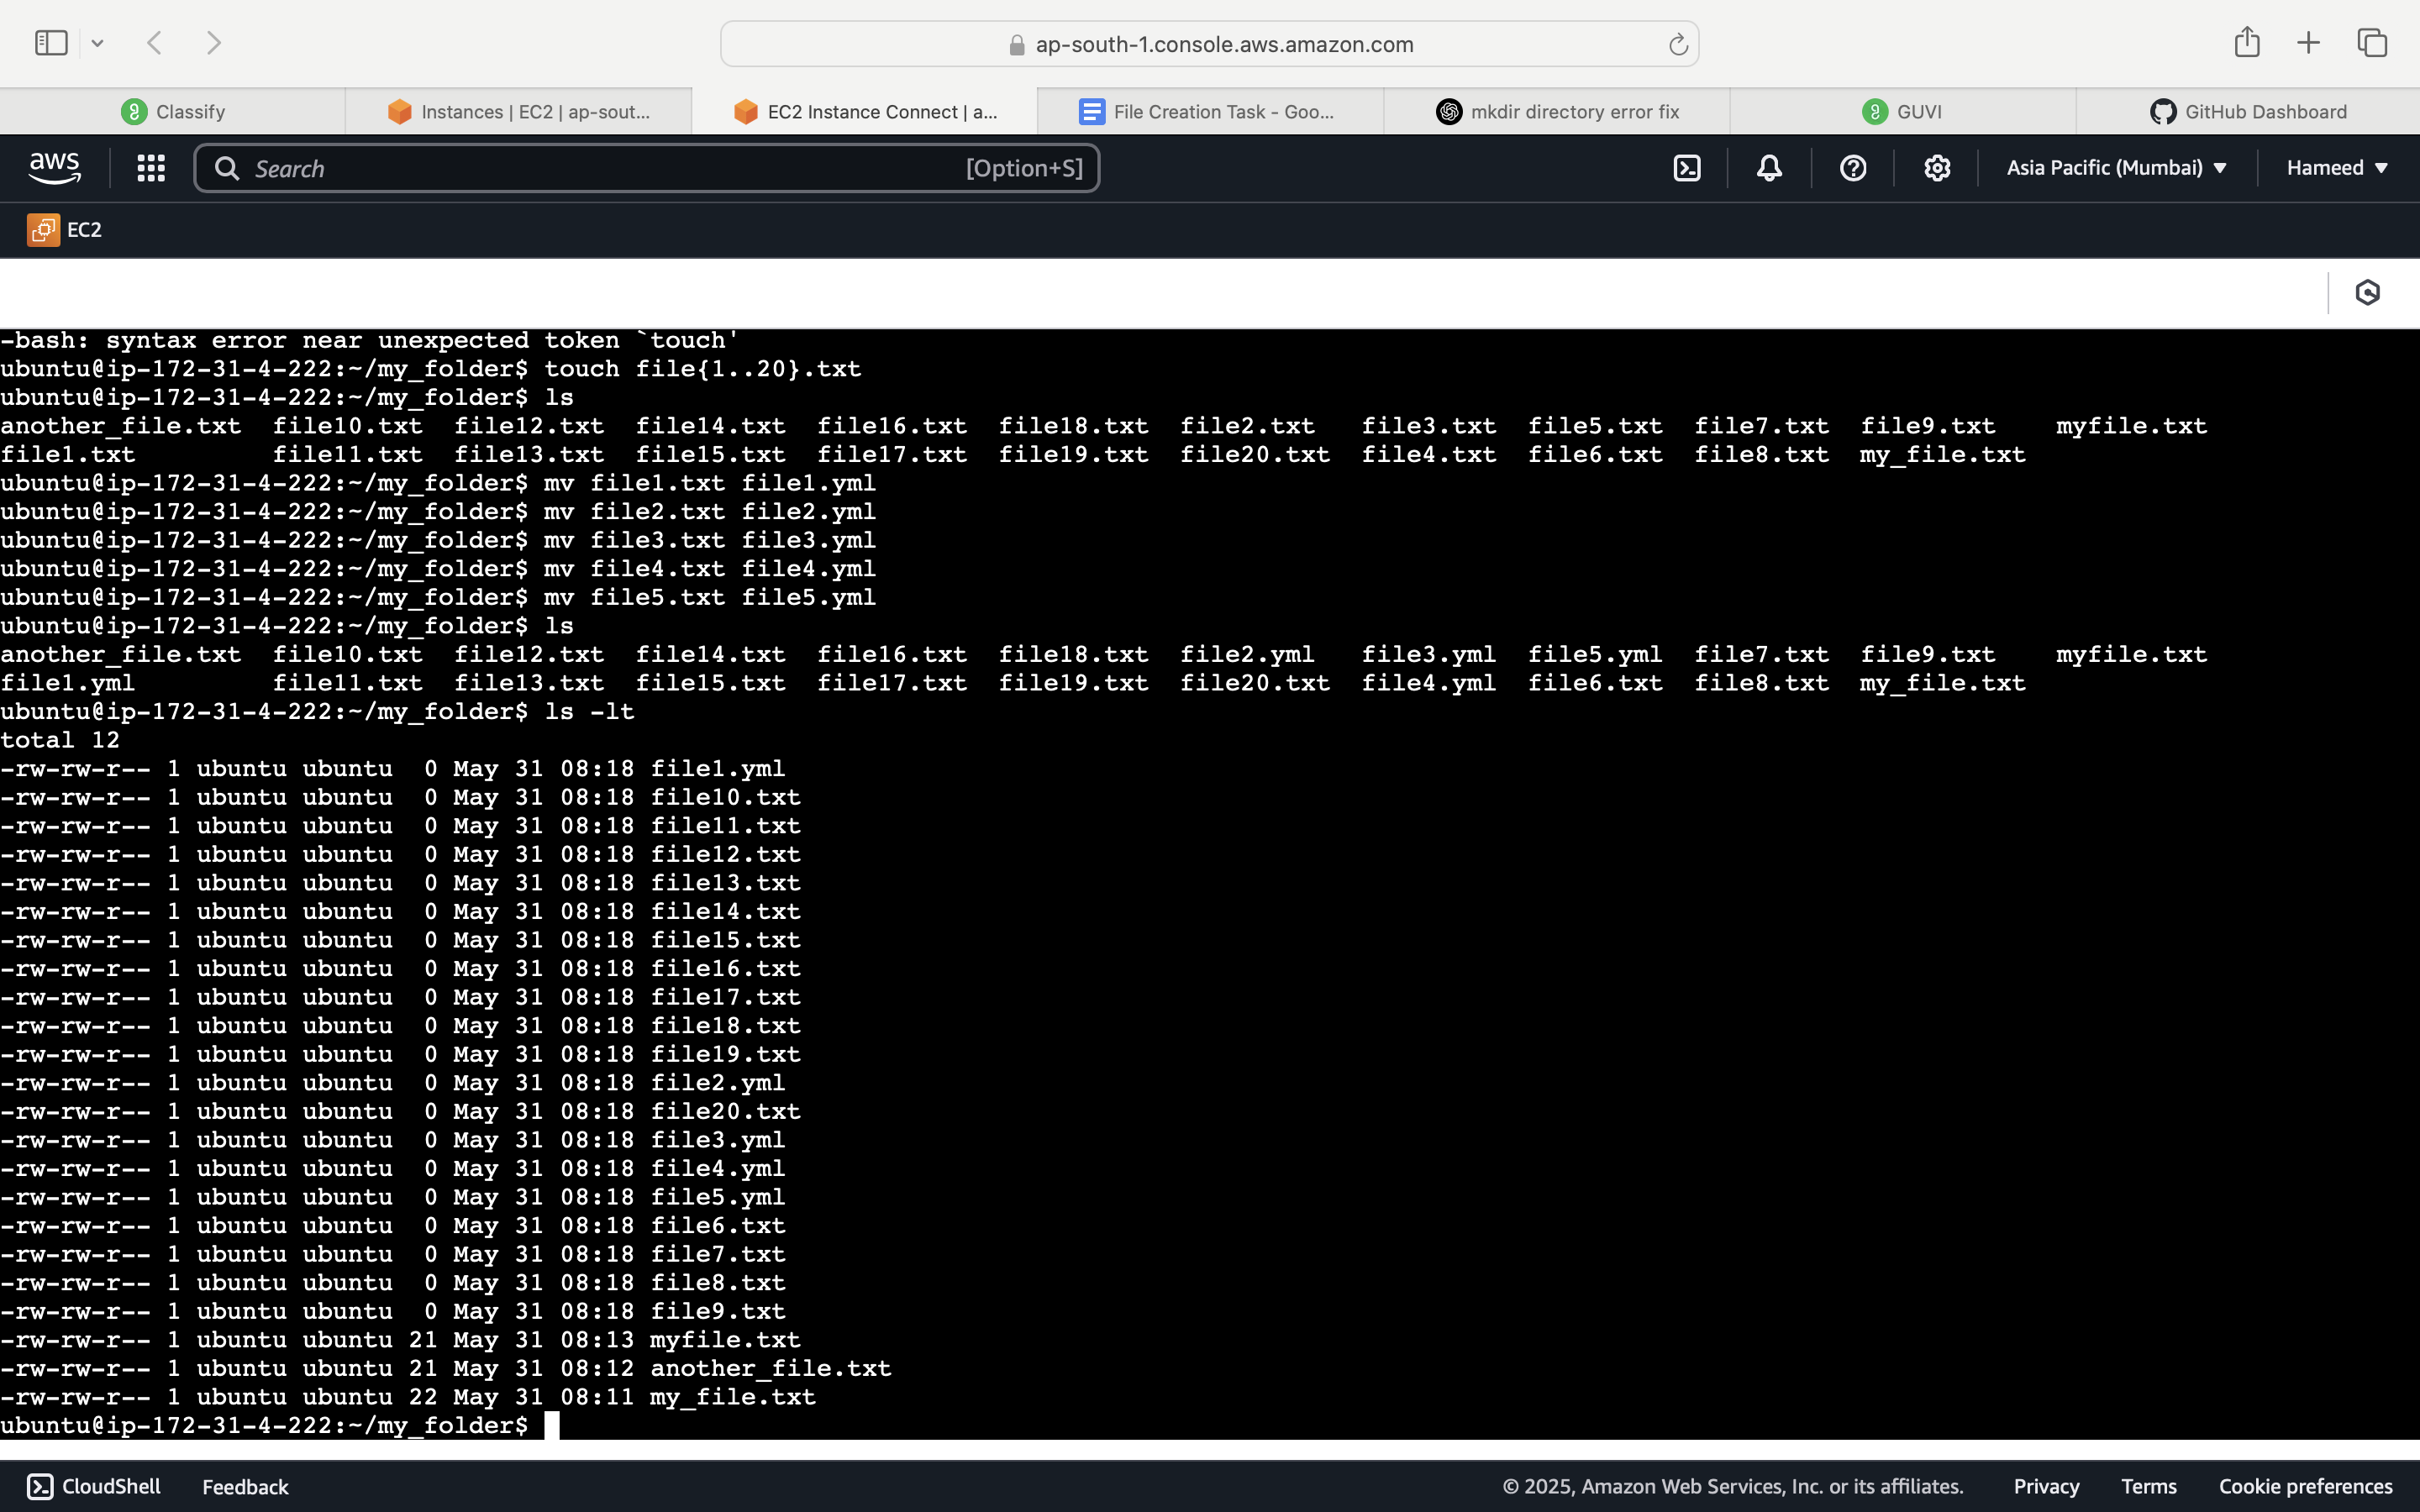 ap-south-1.console.aws.amazon.com
Classify
Instances | EC2 | ap-sout...
EC2 Instance Connect | a...
File Creation Task - Goo...
mkdir directory error fix
GUVI
GitHub Dashboard
aws
Search
[Option+S]
Asia Pacific (Mumbai)
Hameed
EC2
-bash: syntax error near unexpected token `touch'
ubuntu@ip-172-31-4-222:~/my_folder$ touch file{1..20}.txt
ubuntu@ip-172-31-4-222:~/my_folder$ ls
another_file.txt  file10.txt  file12.txt  file14.txt  file16.txt  file18.txt  file2.txt   file3.txt  file5.txt  file7.txt  file9.txt    myfile.txt
file1.txt         file11.txt  file13.txt  file15.txt  file17.txt  file19.txt  file20.txt  file4.txt  file6.txt  file8.txt  my_file.txt
ubuntu@ip-172-31-4-222:~/my_folder$ mv file1.txt file1.yml
ubuntu@ip-172-31-4-222:~/my_folder$ mv file2.txt file2.yml
ubuntu@ip-172-31-4-222:~/my_folder$ mv file3.txt file3.yml
ubuntu@ip-172-31-4-222:~/my_folder$ mv file4.txt file4.yml
ubuntu@ip-172-31-4-222:~/my_folder$ mv file5.txt file5.yml
ubuntu@ip-172-31-4-222:~/my_folder$ ls
another_file.txt  file10.txt  file12.txt  file14.txt  file16.txt  file18.txt  file2.yml   file3.yml  file5.yml  file7.txt  file9.txt    myfile.txt
file1.yml         file11.txt  file13.txt  file15.txt  file17.txt  file19.txt  file20.txt  file4.yml  file6.txt  file8.txt  my_file.txt
ubuntu@ip-172-31-4-222:~/my_folder$ ls -lt
total 12
-rw-rw-r-- 1 ubuntu ubuntu  0 May 31 08:18 file1.yml
-rw-rw-r-- 1 ubuntu ubuntu  0 May 31 08:18 file10.txt
-rw-rw-r-- 1 ubuntu ubuntu  0 May 31 08:18 file11.txt
-rw-rw-r-- 1 ubuntu ubuntu  0 May 31 08:18 file12.txt
-rw-rw-r-- 1 ubuntu ubuntu  0 May 31 08:18 file13.txt
-rw-rw-r-- 1 ubuntu ubuntu  0 May 31 08:18 file14.txt
-rw-rw-r-- 1 ubuntu ubuntu  0 May 31 08:18 file15.txt
-rw-rw-r-- 1 ubuntu ubuntu  0 May 31 08:18 file16.txt
-rw-rw-r-- 1 ubuntu ubuntu  0 May 31 08:18 file17.txt
-rw-rw-r-- 1 ubuntu ubuntu  0 May 31 08:18 file18.txt
-rw-rw-r-- 1 ubuntu ubuntu  0 May 31 08:18 file19.txt
-rw-rw-r-- 1 ubuntu ubuntu  0 May 31 08:18 file2.yml
-rw-rw-r-- 1 ubuntu ubuntu  0 May 31 08:18 file20.txt
-rw-rw-r-- 1 ubuntu ubuntu  0 May 31 08:18 file3.yml
-rw-rw-r-- 1 ubuntu ubuntu  0 May 31 08:18 file4.yml
-rw-rw-r-- 1 ubuntu ubuntu  0 May 31 08:18 file5.yml
-rw-rw-r-- 1 ubuntu ubuntu  0 May 31 08:18 file6.txt
-rw-rw-r-- 1 ubuntu ubuntu  0 May 31 08:18 file7.txt
-rw-rw-r-- 1 ubuntu ubuntu  0 May 31 08:18 file8.txt
-rw-rw-r-- 1 ubuntu ubuntu  0 May 31 08:18 file9.txt
-rw-rw-r-- 1 ubuntu ubuntu 21 May 31 08:13 myfile.txt
-rw-rw-r-- 1 ubuntu ubuntu 21 May 31 08:12 another_file.txt
-rw-rw-r-- 1 ubuntu ubuntu 22 May 31 08:11 my_file.txt
ubuntu@ip-172-31-4-222:~/my_folder$
CloudShell
Feedback
© 2025, Amazon Web Services, Inc. or its affiliates.
Privacy
Terms
Cookie preferences